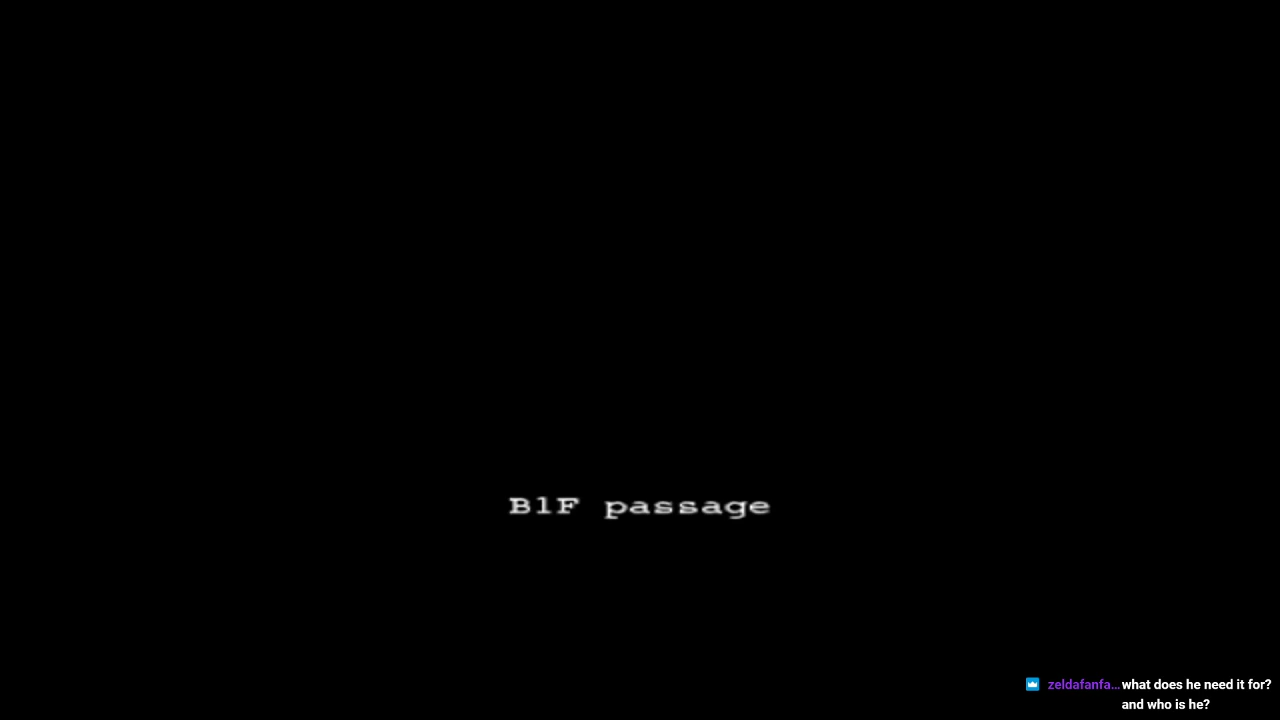 B1F passage
zeldafanfa…what does he need it for?
and who is he?